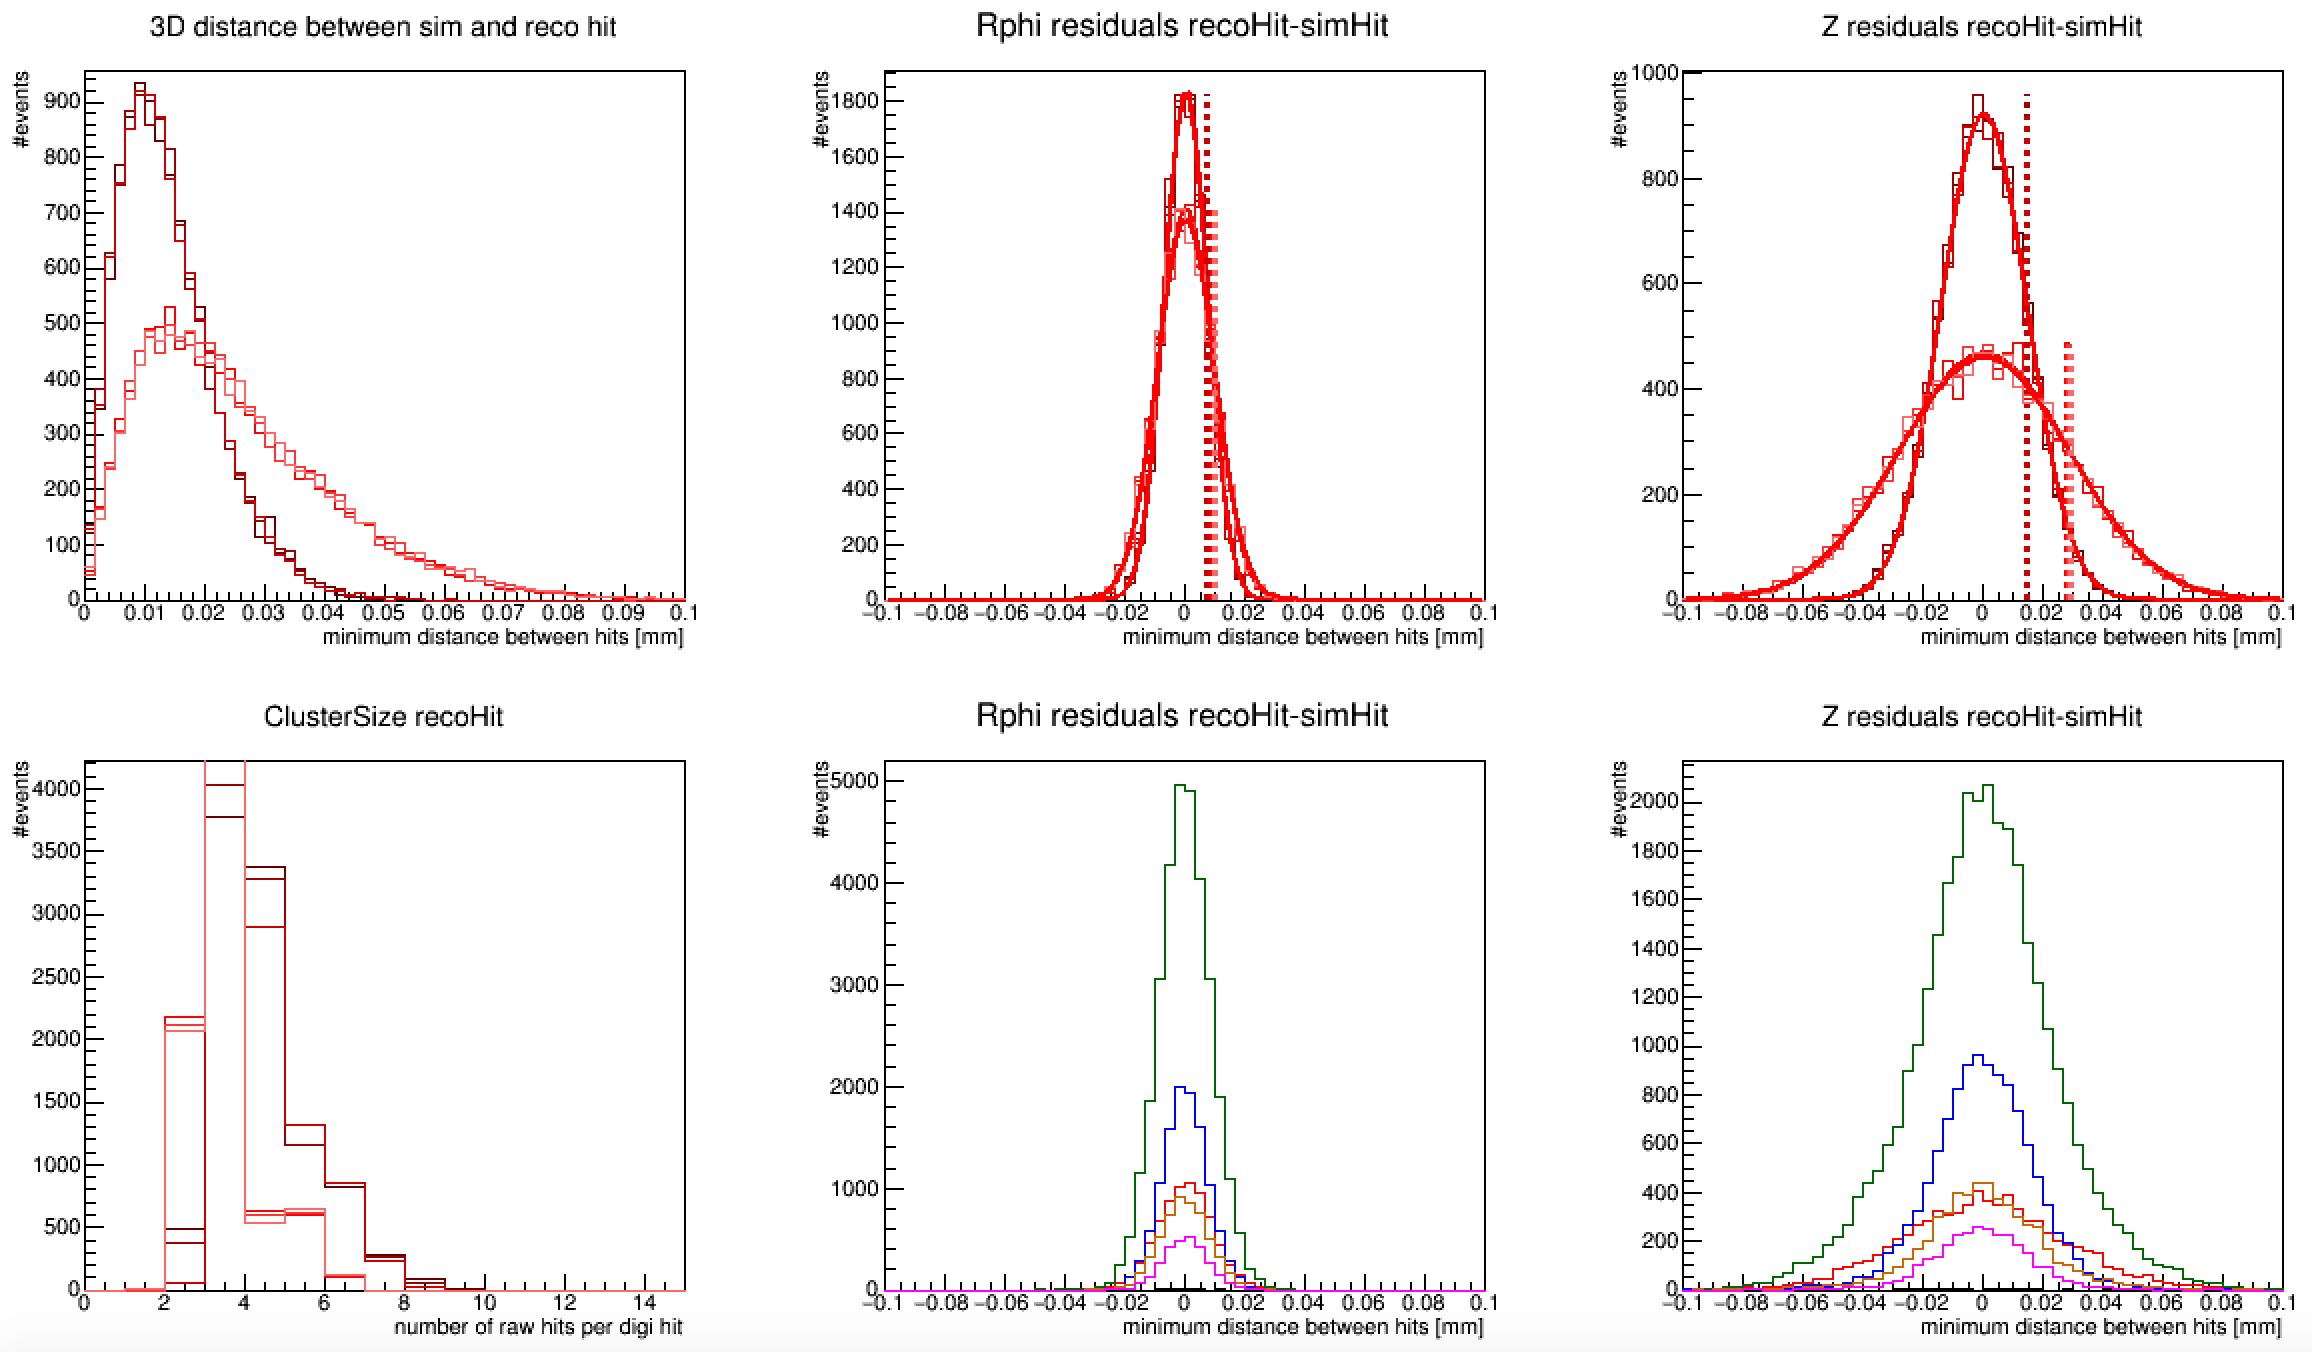 3D distance between sim and reco hit
#events
900
800
700
600
500
400
300
200
100
0
0 0.01 0.02 0.03 0.04 0.05 0.06 0.07 0.08 0.09 0.1
minimum distance between hits [mm]
Rphi residuals recoHit-simHit
#events
1800
1600
1400
1200
1000
800
600
400
200
0
−0.1 −0.08 −0.06 −0.04 −0.02 0 0.02 0.04 0.06 0.08 0.1
minimum distance between hits [mm]
Z residuals recoHit-simHit
#events
1000
800
600
400
200
0
−0.1 −0.08 −0.06 −0.04 −0.02 0 0.02 0.04 0.06 0.08 0.1
minimum distance between hits [mm]
ClusterSize recoHit
#events
4000
3500
3000
2500
2000
1500
1000
500
0
0 2 4 6 8 10 12 14
number of raw hits per digi hit
Rphi residuals recoHit-simHit
#events
5000
4000
3000
2000
1000
0
−0.1 −0.08 −0.06 −0.04 −0.02 0 0.02 0.04 0.06 0.08 0.1
minimum distance between hits [mm]
Z residuals recoHit-simHit
#events
2000
1800
1600
1400
1200
1000
800
600
400
200
0
−0.1 −0.08 −0.06 −0.04 −0.02 0 0.02 0.04 0.06 0.08 0.1
minimum distance between hits [mm]